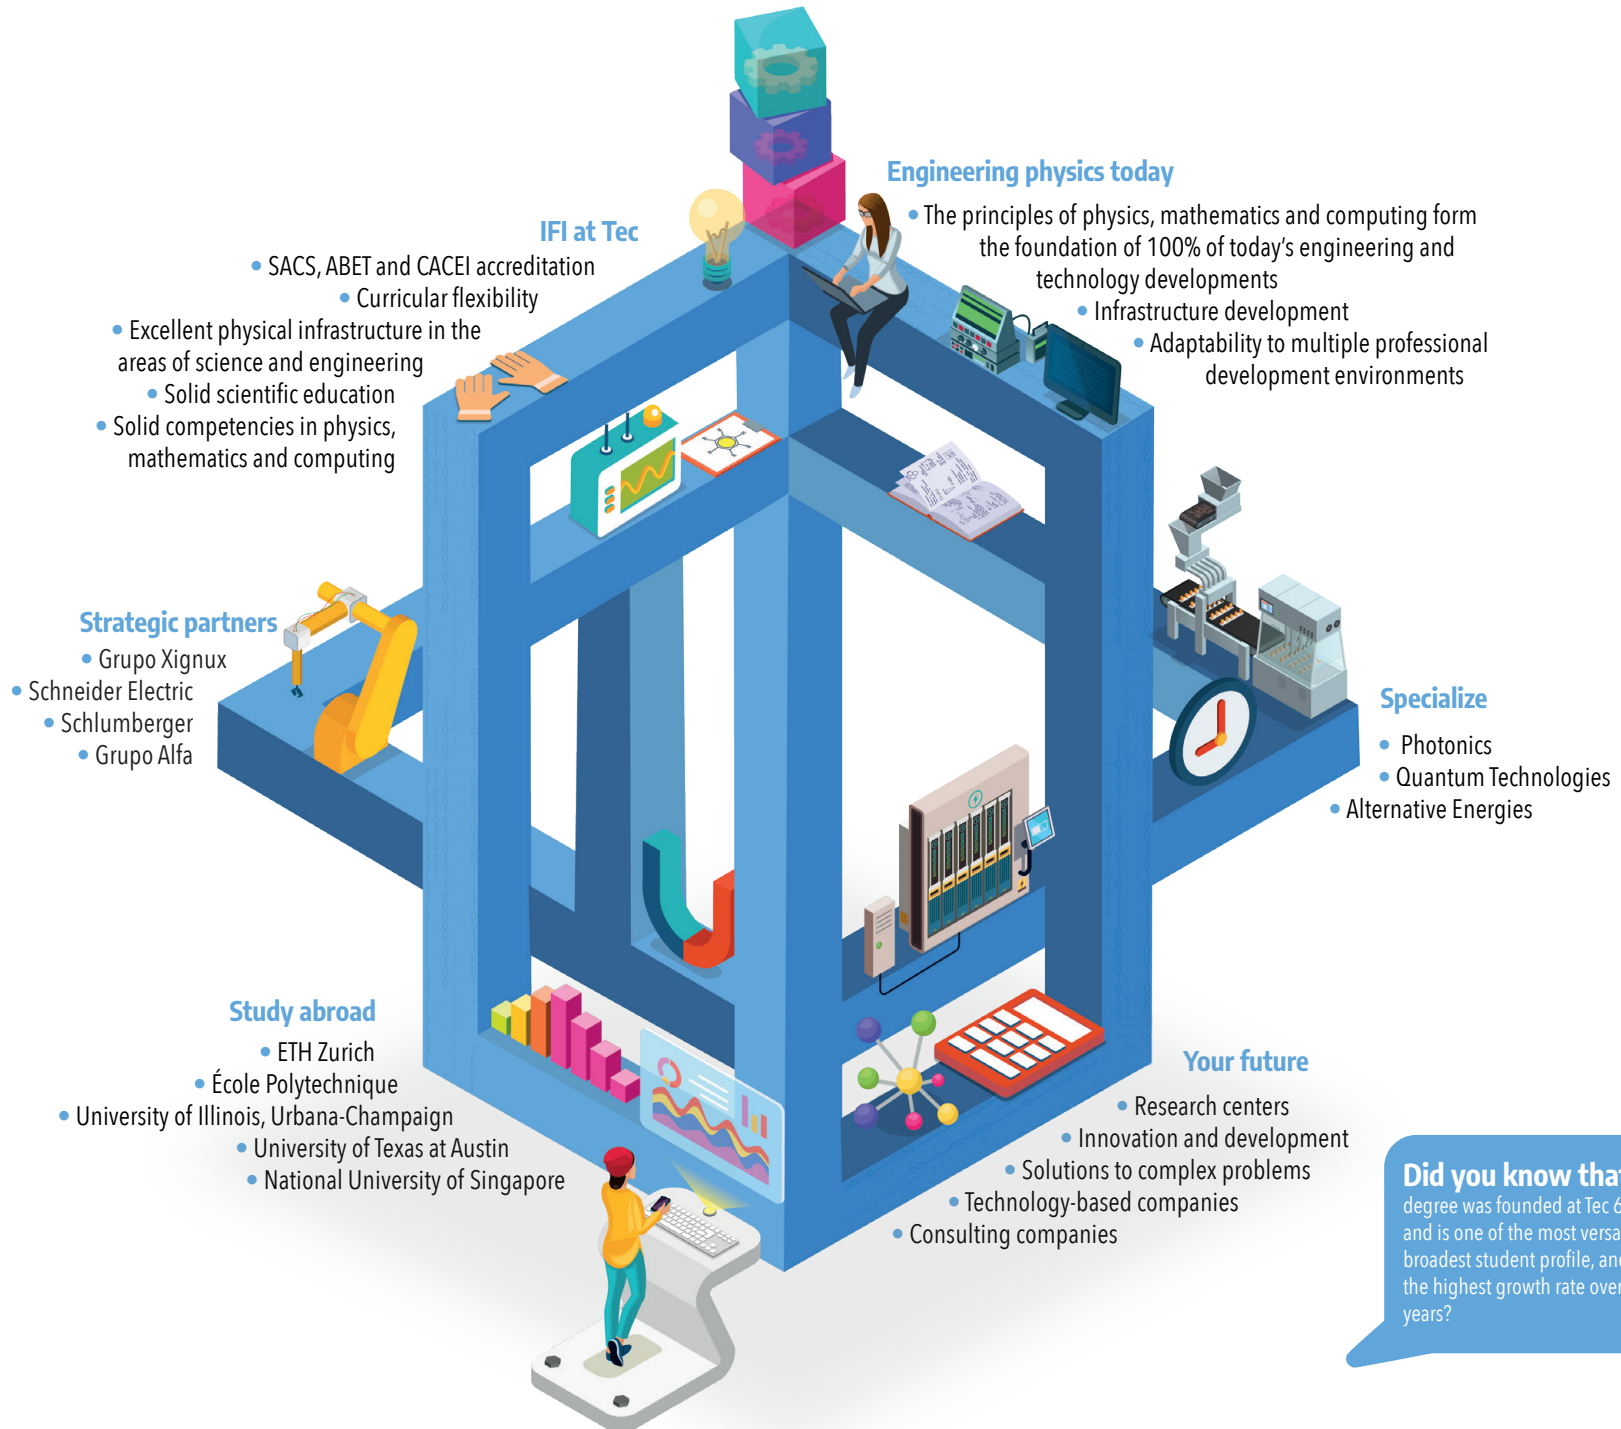 Engineering physics today
• The principles of physics, mathematics and computing form
the foundation of 100% of today's engineering and
technology developments
• Infrastructure development
• Adaptability to multiple professional
development environments
IFI at Tec
• SACS, ABET and CACEI accreditation
• Curricular flexibility
• Excellent physical infrastructure in the
areas of science and engineering
• Solid scientific education
• Solid competencies in physics,
mathematics and computing
Strategic partners
• Grupo Xignux
• Schneider Electric
• Schlumberger
• Grupo Alfa
Specialize
• Photonics
• Quantum Technologies
• Alternative Energies
Study abroad
• ETH Zurich
• École Polytechnique
• University of Illinois, Urbana-Champaign
• University of Texas at Austin
• National University of Singapore
Your future
• Research centers
• Innovation and development
• Solutions to complex problems
• Technology-based companies
• Consulting companies
Did you know
degree was founded at Tec
and is one of the most
broadest student profile,
the highest growth rate over
years?